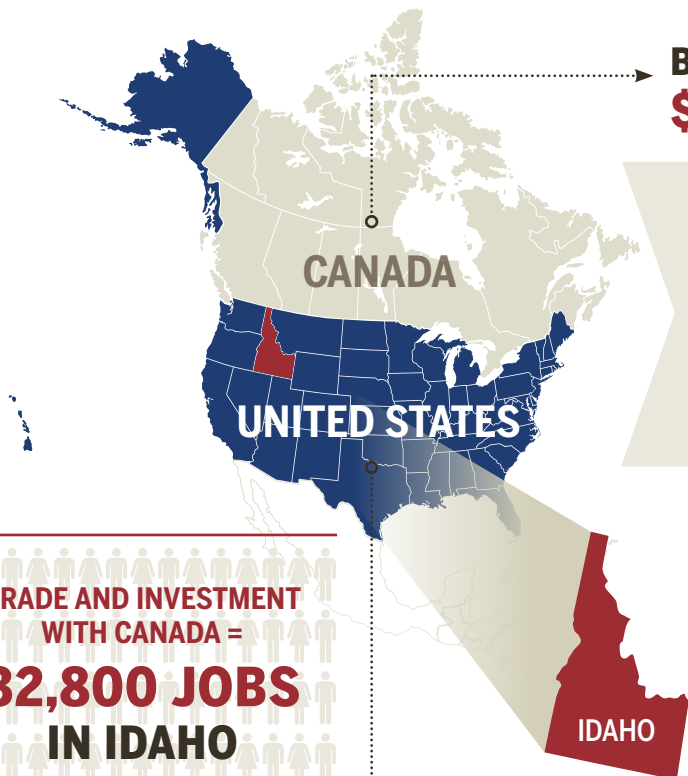 $
CANADA
UNITED STATES
RADE AND INVESTMENT
WITH CANADA =
32,800 JOBS
IN IDAHO
IDAHO